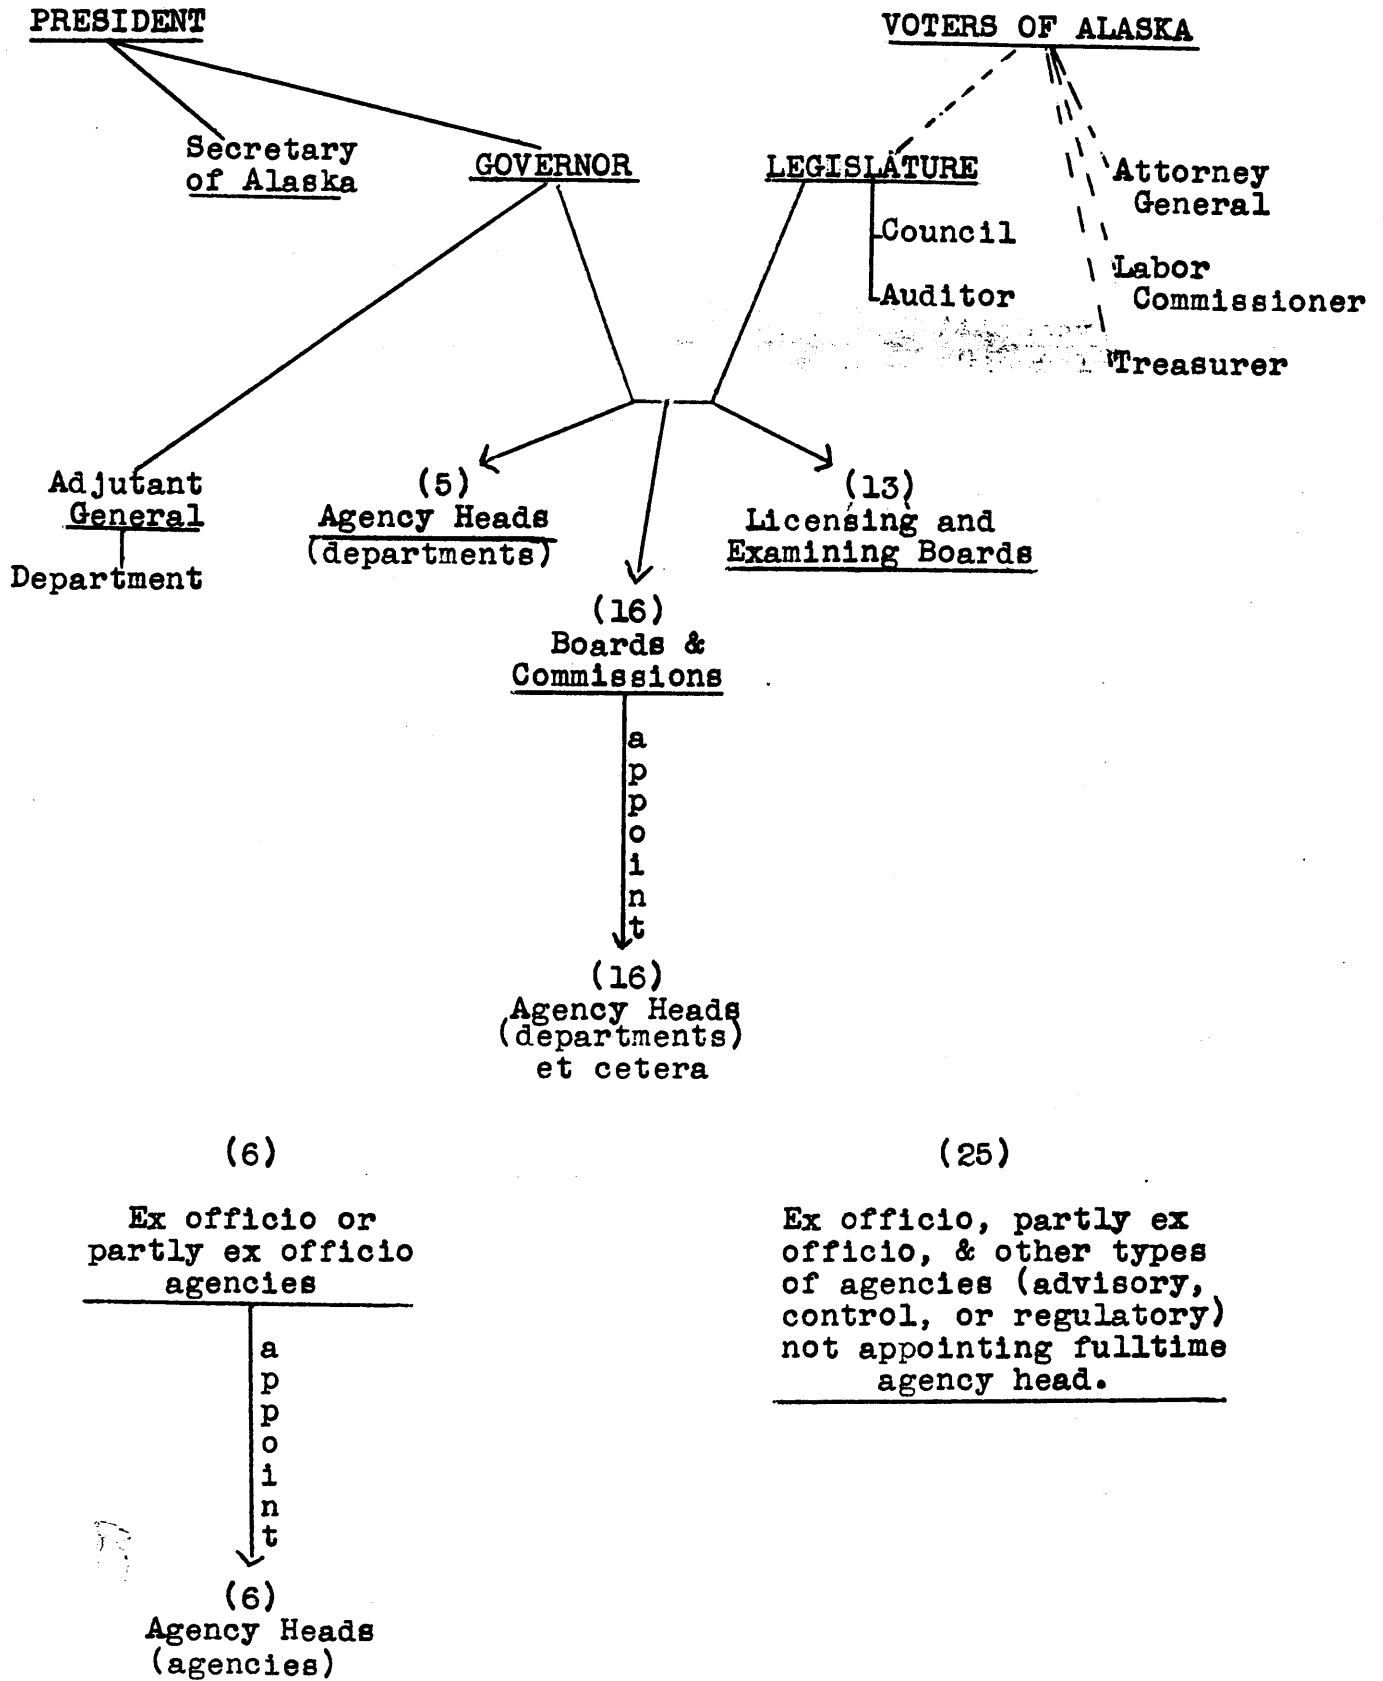 PRESIDENT
VOTERS OF ALASKA
Secretary
of Alaska
GOVERNOR
LEGISLATURE
Attorney
General
Council
Labor
Commissioner
Auditor
Treasurer
Adjutant
General
Department
(5)
Agency Heads
(departments)
(13)
Licensing and
Examining Boards
(16)
Boards &
Commissions
appoint
(16)
Agency Heads
(departments)
et cetera
(6)
Ex officio or
partly ex officio
agencies
appoint
(6)
Agency Heads
(agencies)
(25)
Ex officio, partly ex
officio, & other types
of agencies (advisory,
control, or regulatory)
not appointing fulltime
agency head.